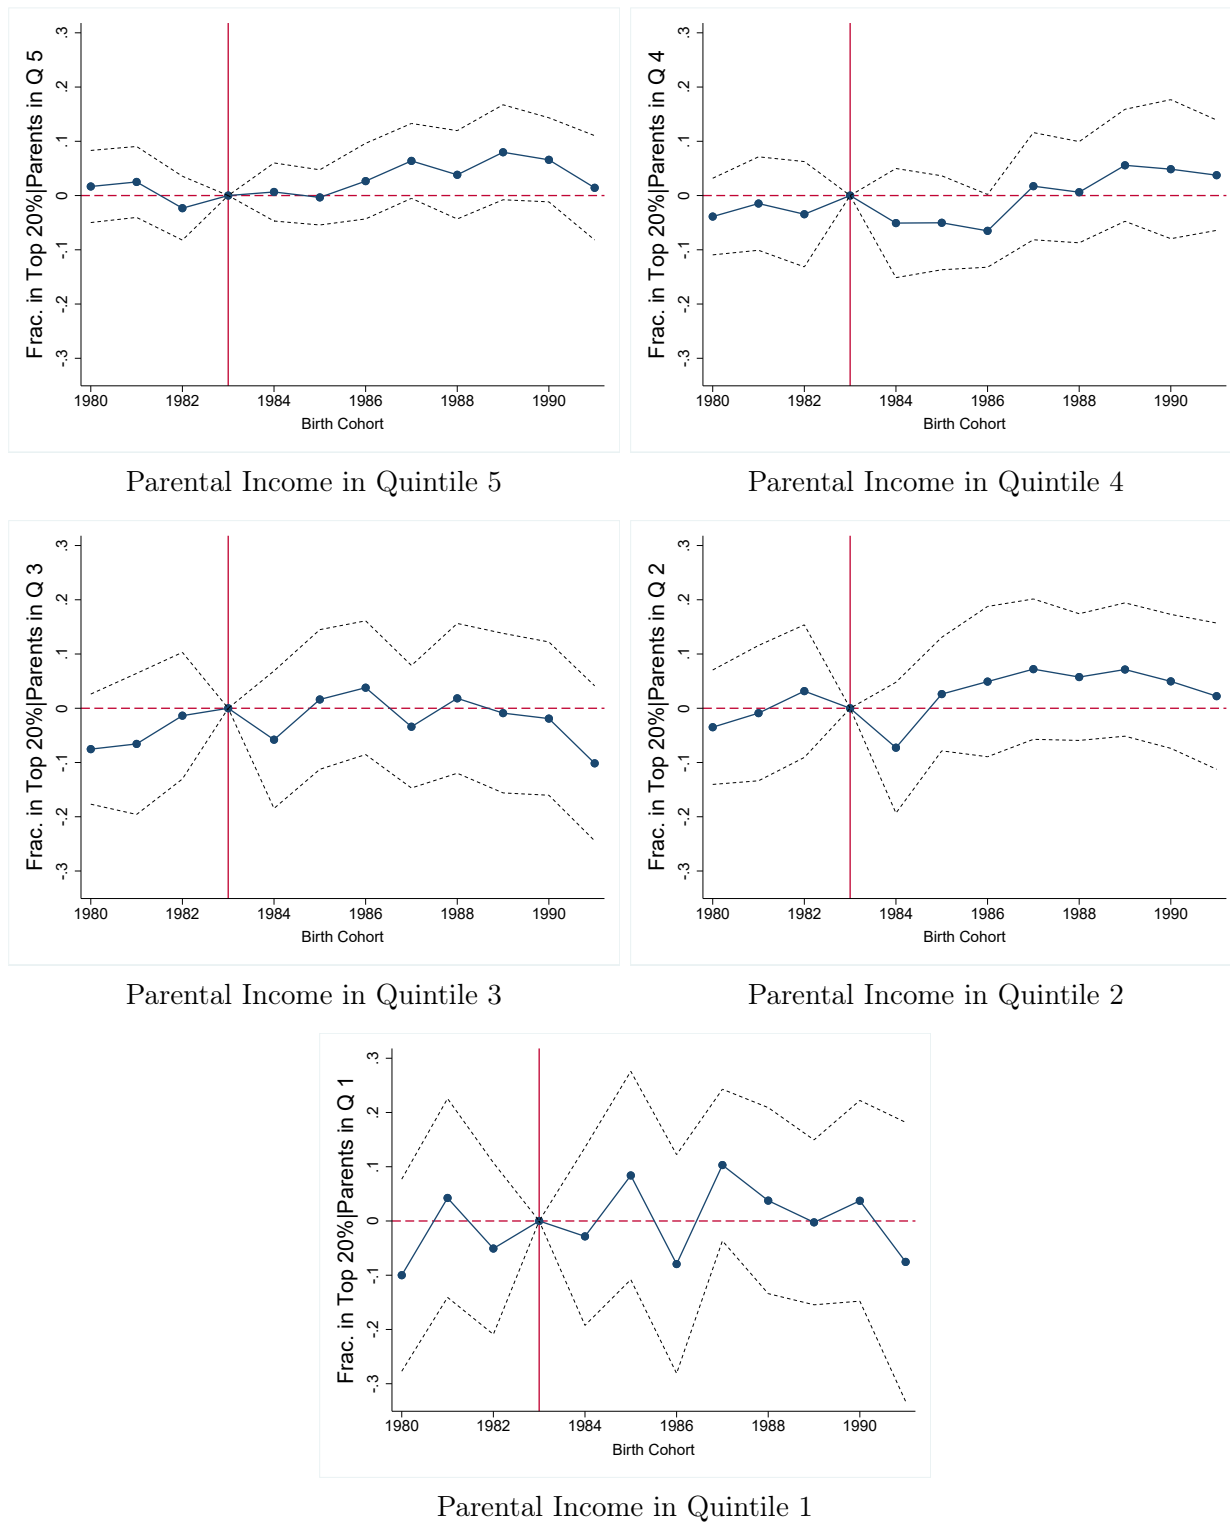 Frac. in Top 20%|Parents in Q 5
.3
.2
.1
0
-.1
-.2
-.3
1980 1982 1984 1986 1988 1990
Birth Cohort
Parental Income in Quintile 5
Frac. in Top 20%|Parents in Q 4
.3
.2
.1
0
-.1
-.2
-.3
1980 1982 1984 1986 1988 1990
Birth Cohort
Parental Income in Quintile 4
Frac. in Top 20%|Parents in Q 3
.3
.2
.1
0
-.1
-.2
-.3
1980 1982 1984 1986 1988 1990
Birth Cohort
Parental Income in Quintile 3
Frac. in Top 20%|Parents in Q 2
.3
.2
.1
0
-.1
-.2
-.3
1980 1982 1984 1986 1988 1990
Birth Cohort
Parental Income in Quintile 2
Frac. in Top 20%|Parents in Q 1
.3
.2
.1
0
-.1
-.2
-.3
1980 1982 1984 1986 1988 1990
Birth Cohort
Parental Income in Quintile 1